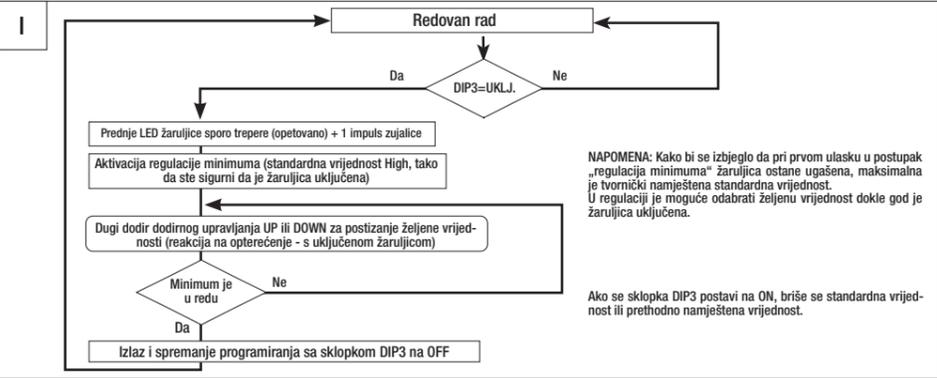 I
Redovan rad
Da
Ne
DIP3=UKLJ.
Prednje LED žaruljice sporo trepere (opetovano) + 1 impuls zujalice
Aktivacija regulacije minimuma (standardna vrijednost High, tako
da ste sigurni da je žaruljica uključena)
Dugi dodir dodirnog upravljanja UP ili DOWN za postizanje željene vrijed-
nosti (reakcija na opterećenje - s uključenom žaruljicom)
Minimum je
u redu
Ne
Da
Izlaz i spremanje programiranja sa sklopkom DIP3 na OFF
NAPOMENA: Kako bi se izbjeglo da pri prvom ulasku u postupak
„regulacija minimuma“ žaruljica ostane ugašena, maksimalna
je tvornički namještena standardna vrijednost.
U regulaciji je moguće odabrati željenu vrijednost dokle god je
žaruljica uključena.
Ako se sklopka DIP3 postavi na ON, briše se standardna vrijed-
nost ili prethodno namještena vrijednost.